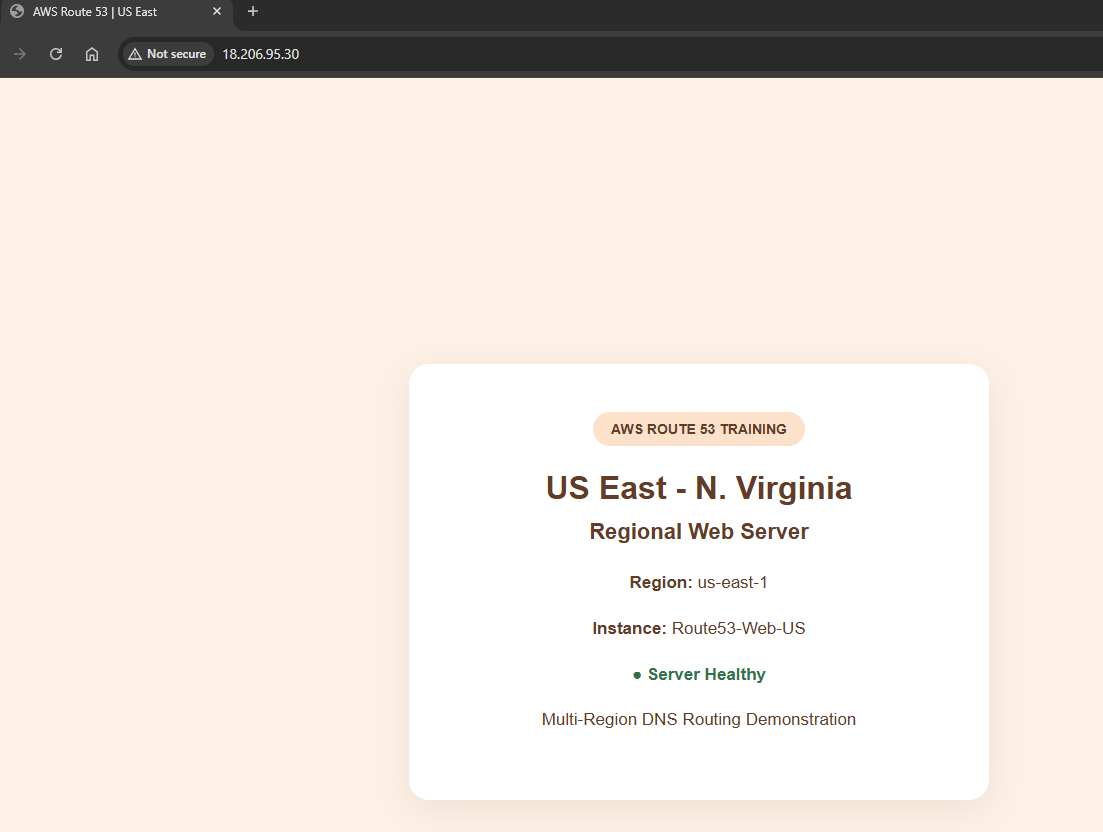 AWS Route 53 | US East
Not secure
18.206.95.30
AWS ROUTE 53 TRAINING
US East - N. Virginia
Regional Web Server
Region: us-east-1
Instance: Route53-Web-US
● Server Healthy
Multi-Region DNS Routing Demonstration